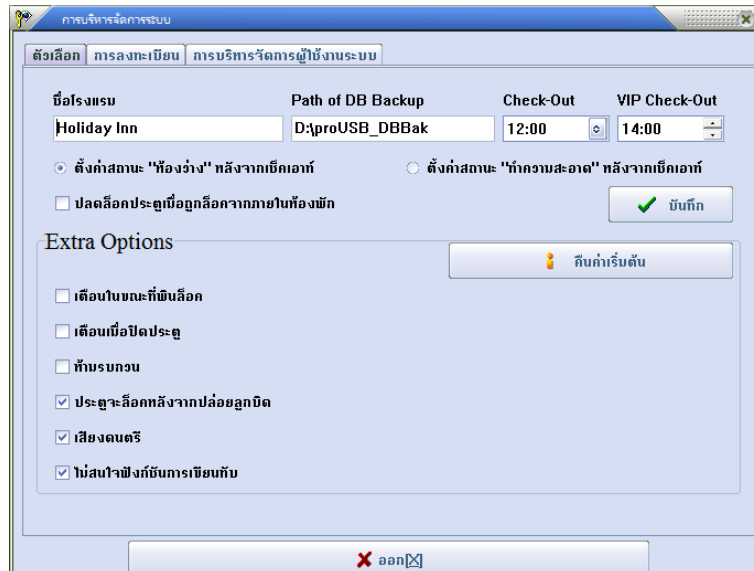 การบริหารจัดการระบบ
ตัวเลือก การลงทะเบียน การบริหารจัดการผู้ใช้งานระบบ
ชื่อโรงแรม Path of DB Backup Check-Out VIP Check-Out
Holiday Inn D:\proUSB_DBBak 12:00 14:00
ตั้งค่าสถานะ "ห้องว่าง" หลังจากเช็คเอาท์ ตั้งค่าสถานะ "ทำความสะอาด" หลังจากเช็คเอาท์
ปลดล็อคประตูเมื่อถูกล็อคจากภายในห้องพัก บันทึก
Extra Options
คืนค่าเริ่มต้น
เตือนในขณะที่พินล็อค
เตือนเมื่อปิดประตู
ห้ามรบกวน
ประตูจะล็อคหลังจากปล่อยลูกบิด
เสียงดนตรี
ไม่สนใจฟังก์ชันการเขียนทับ
ออก[X]